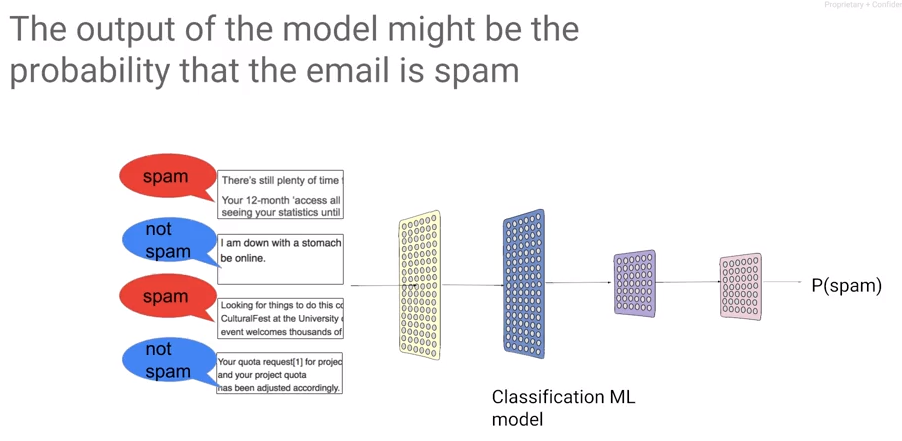 Proprietary + Confiden
The output of the model might be the
probability that the email is spam
spam
There's still plenty of time
Your 12-month 'access all
seeing your statistics until
not
spam
I am down with a stomach
be online.
spam
Looking for things to do this co
CulturalFest at the University
event welcomes thousands of
not
spam
Your quota request[1] for projec
and your project quota
has been adjusted accordingly.
P(spam)
Classification ML
model